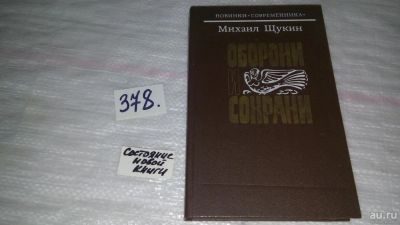 НОВИНКИ «СОВРЕМЕННИКА»
Михаил Щукин
ОБОРОНИ
И
СОХРАНИ
378.
Состояние
новой
книги
au.ru